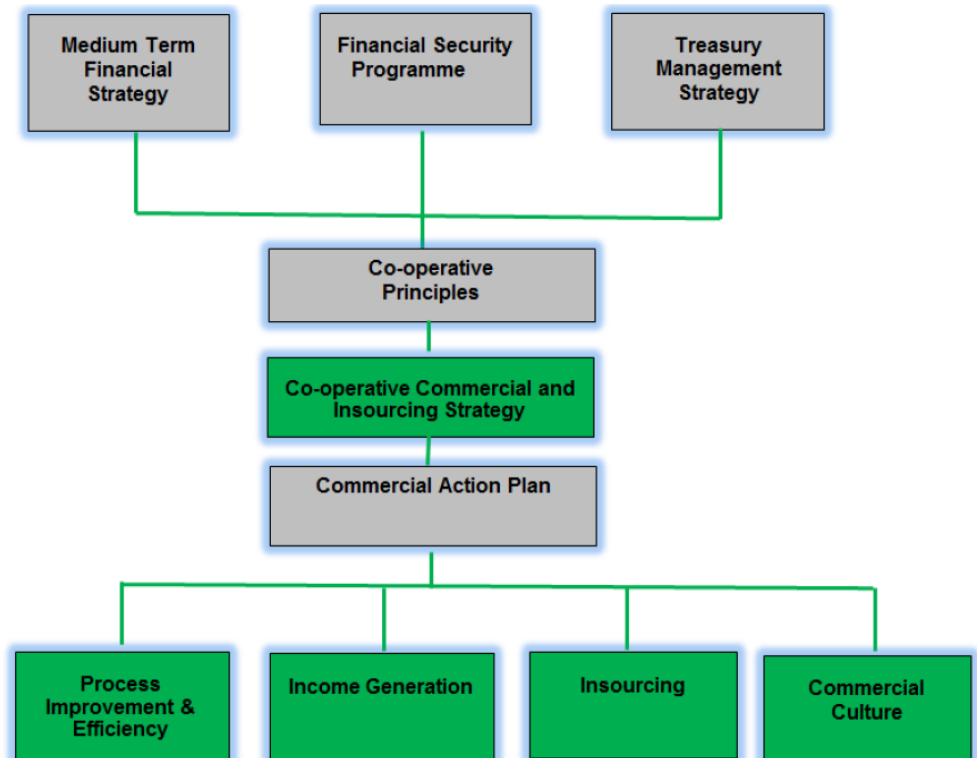 Medium Term
Financial
Strategy
Financial Security
Programme
Treasury
Management
Strategy
Co-operative
Principles
Co-operative Commercial and
Insourcing Strategy
Commercial Action Plan
Process
Improvement &
Efficiency
Income Generation
Insourcing
Commercial
Culture